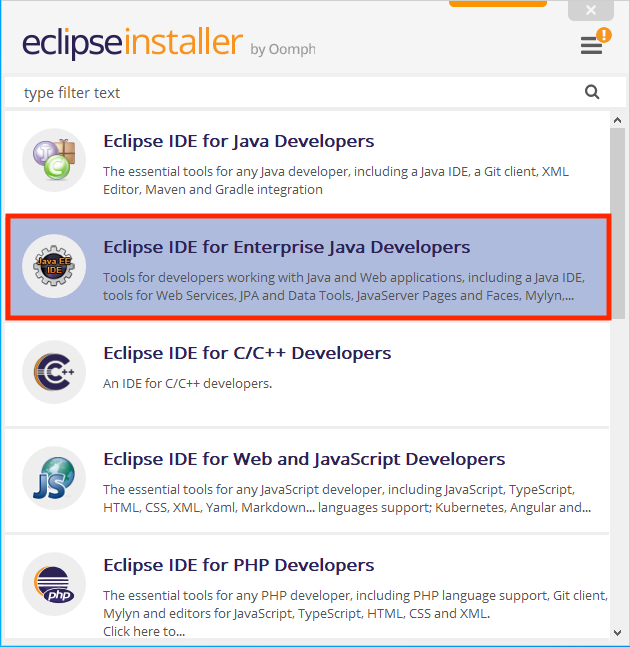 eclipseinstaller by Oomph
!
type filter text
Eclipse IDE for Java Developers
The essential tools for any Java developer, including a Java IDE, a Git client, XML
Editor, Maven and Gradle integration
Java EE
IDE
Eclipse IDE for Enterprise Java Developers
Tools for developers working with Java and Web applications, including a Java IDE,
tools for Web Services, JPA and Data Tools, JavaServer Pages and Faces, Mylyn,...
C++
Eclipse IDE for C/C++ Developers
An IDE for C/C++ developers.
JS
Eclipse IDE for Web and JavaScript Developers
The essential tools for any JavaScript developer, including JavaScript, TypeScript,
HTML, CSS, XML, Yaml, Markdown... languages support; Kubernetes, Angular and...
php
Eclipse IDE for PHP Developers
The essential tools for any PHP developer, including PHP language support, Git client,
Mylyn and editors for JavaScript, TypeScript, HTML, CSS and XML.
Click here to...